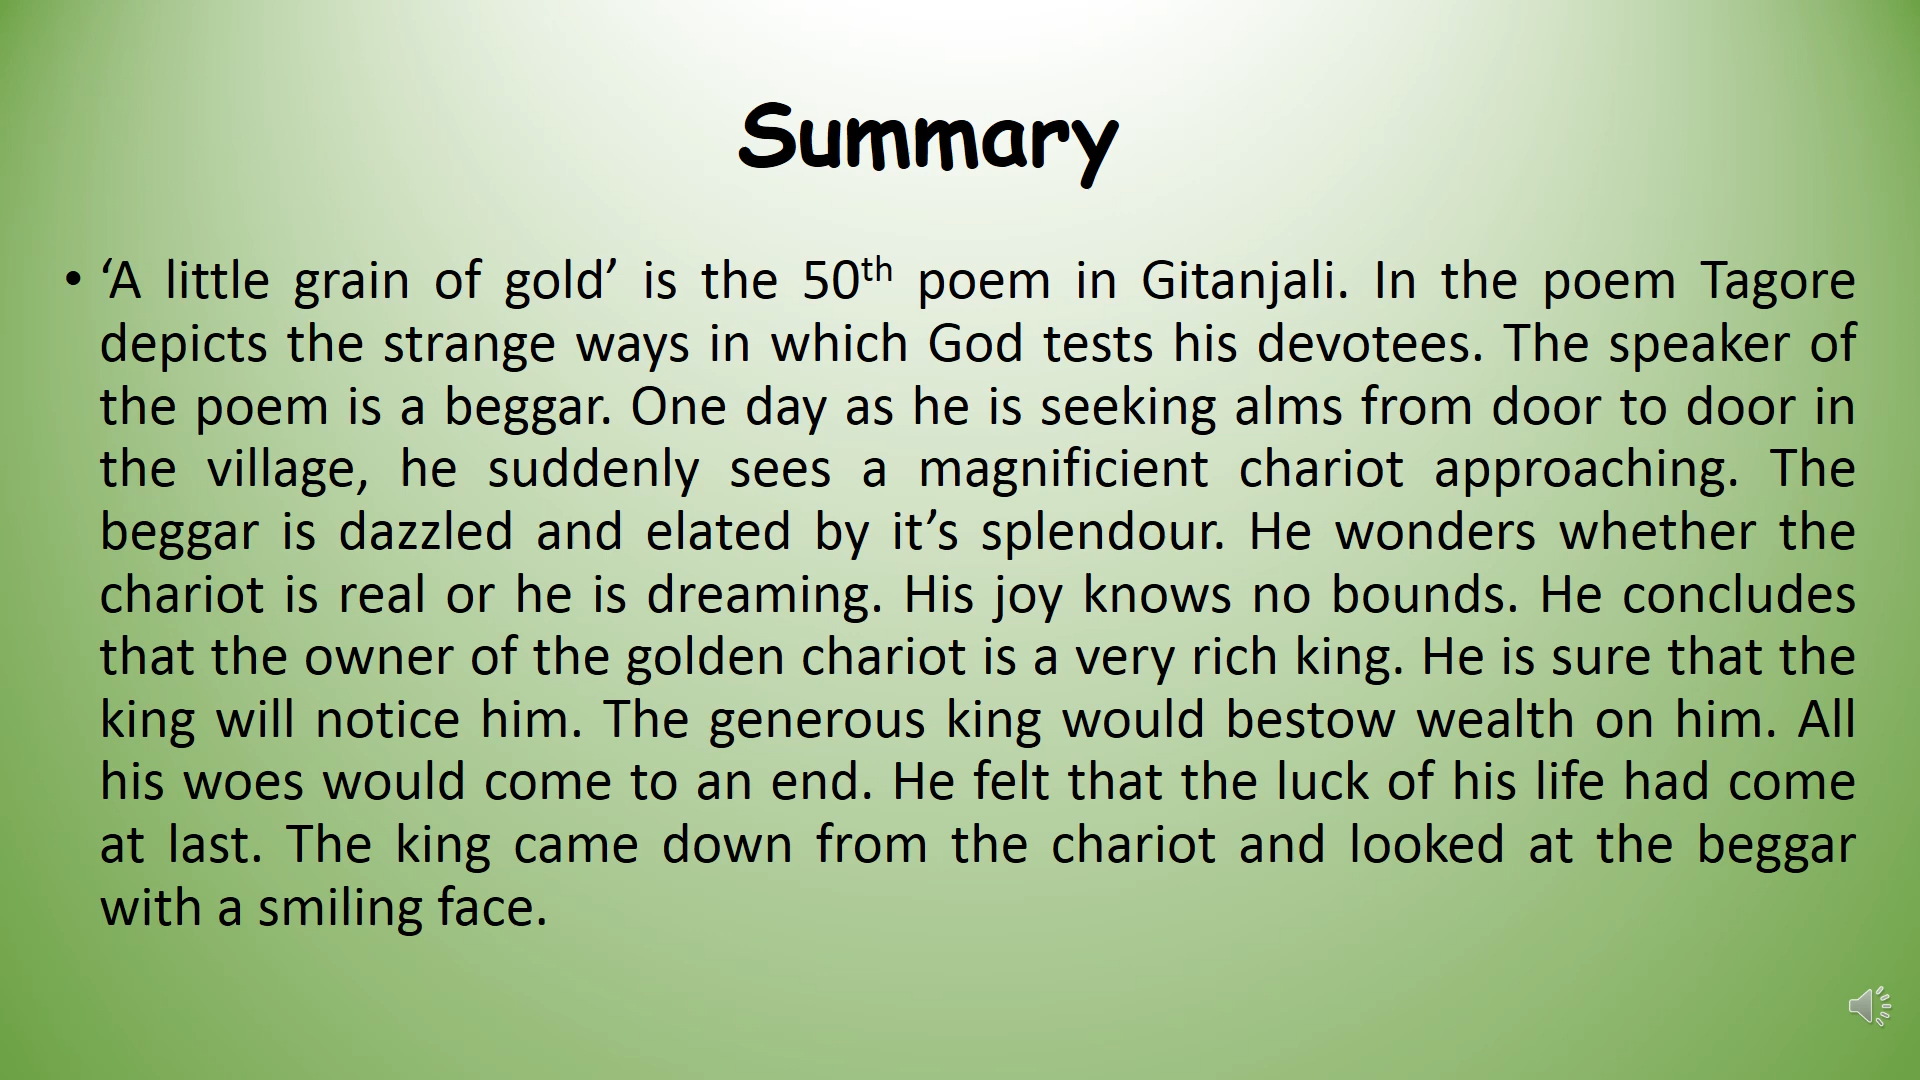 Summary
• ‘A little grain of gold’ is the 50th poem in Gitanjali. In the poem Tagore
depicts the strange ways in which God tests his devotees. The speaker of
the poem is a beggar. One day as he is seeking alms from door to door in
the village, he suddenly sees a magnificient chariot approaching. The
beggar is dazzled and elated by it’s splendour. He wonders whether the
chariot is real or he is dreaming. His joy knows no bounds. He concludes
that the owner of the golden chariot is a very rich king. He is sure that the
king will notice him. The generous king would bestow wealth on him. All
his woes would come to an end. He felt that the luck of his life had come
at last. The king came down from the chariot and looked at the beggar
with a smiling face.